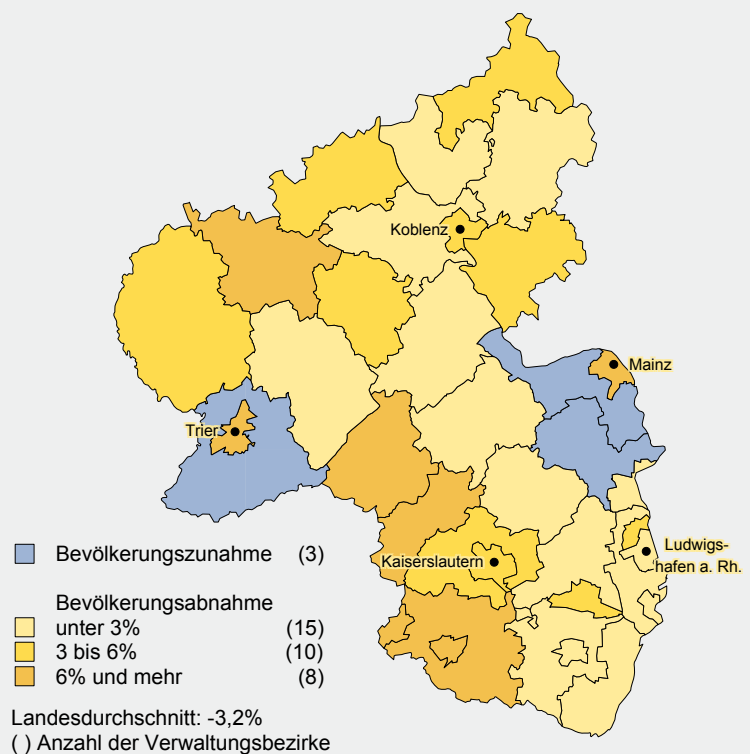 Koblenz
Mainz
Trier
Kaiserslautern
Ludwigs-
hafen a. Rh.
Bevölkerungszunahme (3)
Bevölkerungsabnahme
unter 3% (15)
3 bis 6% (10)
6% und mehr (8)
Landesdurchschnitt: -3,2%
( ) Anzahl der Verwaltungsbezirke